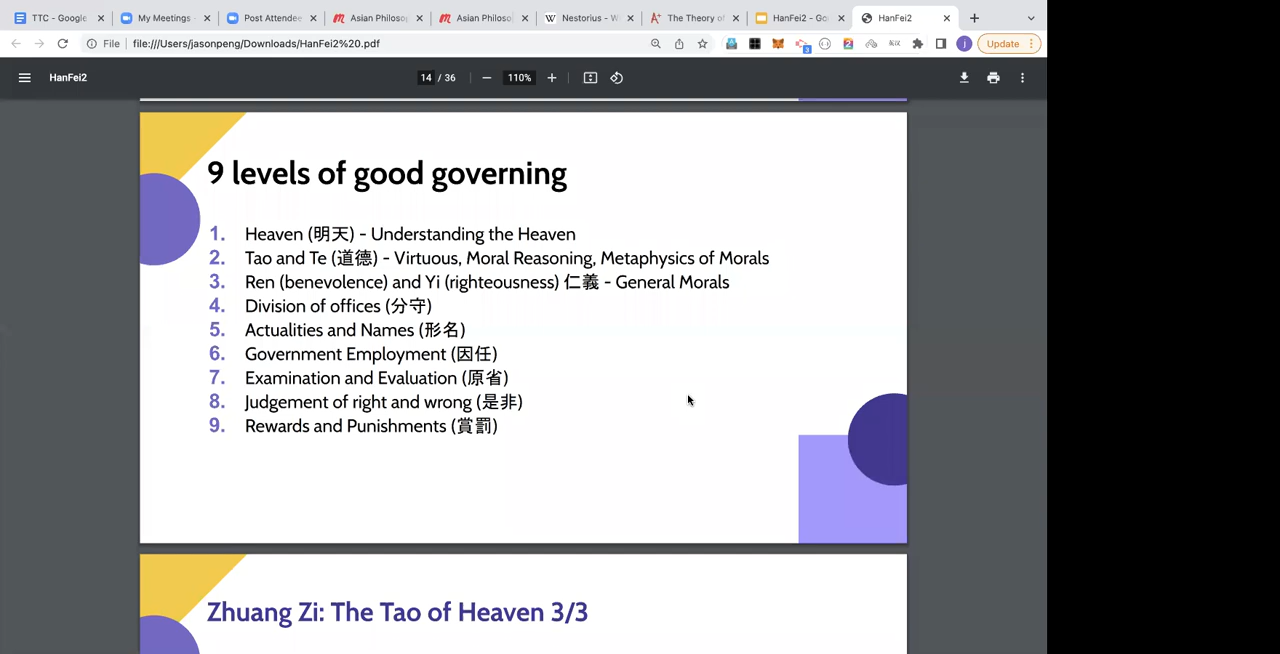 TTC - Google
My Meetings -
Post Attendee
Asian Philosop
Asian Philoso
Nestorius - W
The Theory of
HanFei2 - Go
HanFei2
File
file:///Users/jasonpeng/Downloads/HanFei2%20.pdf
Update
HanFei2
14 / 36
110%
9 levels of good governing
1. Heaven (明天) - Understanding the Heaven
2. Tao and Te (道德) - Virtuous, Moral Reasoning, Metaphysics of Morals
3. Ren (benevolence) and Yi (righteousness) 仁義 - General Morals
4. Division of offices (分守)
5. Actualities and Names (形名)
6. Government Employment (因任)
7. Examination and Evaluation (原省)
8. Judgement of right and wrong (是非)
9. Rewards and Punishments (賞罰)
Zhuang Zi: The Tao of Heaven 3/3